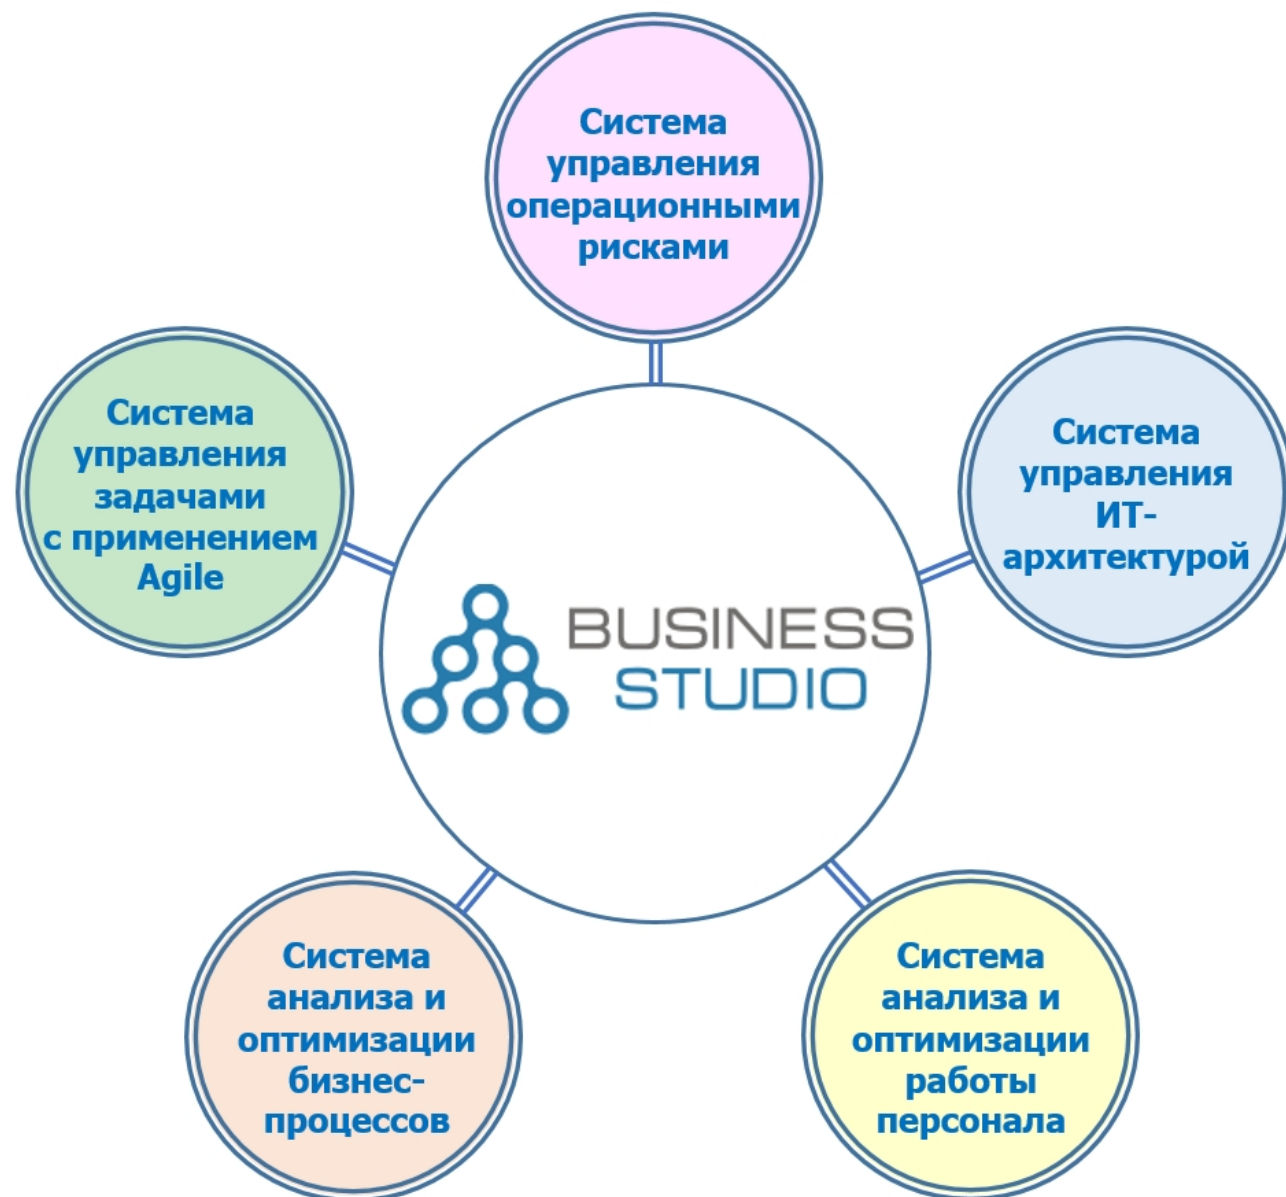 Система
управления
операционными
рисками
Система
управления
задачами
с применением
Agile
Система
управления
ИТ-
архитектурой
BUSINESS
STUDIO
Система
анализа и
оптимизации
бизнес-
процессов
Система
анализа и
оптимизации
работы
персонала